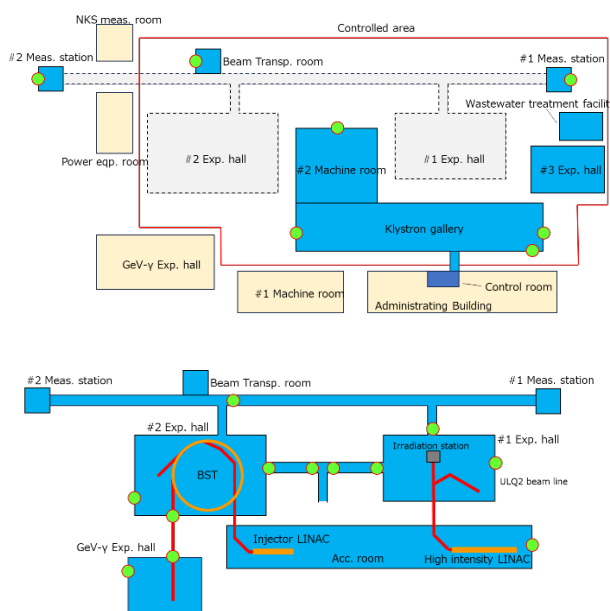 NKS meas. room
Controlled area
#2 Meas. station
Beam Transp. room
#1 Meas. station
Wastewater treatment facilit
Power eqp. room
#2 Exp. hall
#2 Machine room
#1 Exp. hall
#3 Exp. hall
Klystron gallery
GeV-γ Exp. hall
#1 Machine room
Control room
Administrating Building
#2 Meas. station
Beam Transp. room
#1 Meas. station
#2 Exp. hall
Irradiation station
#1 Exp. hall
BST
ULQ2 beam line
Injector LINAC
GeV-γ Exp. hall
Acc. room
High intensity LINAC